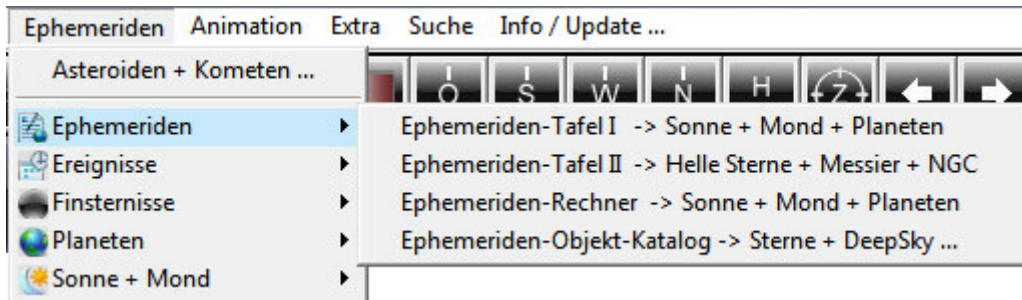 Ephemeriden Animation Extra Suche Info / Update ...
Asteroiden + Kometen ...
O S W N H Z
Ephemeriden
Ephemeriden-Tafel I -> Sonne + Mond + Planeten
Ereignisse
Ephemeriden-Tafel II -> Helle Sterne + Messier + NGC
Finsternisse
Ephemeriden-Rechner -> Sonne + Mond + Planeten
Planeten
Ephemeriden-Objekt-Katalog -> Sterne + DeepSky ...
Sonne + Mond